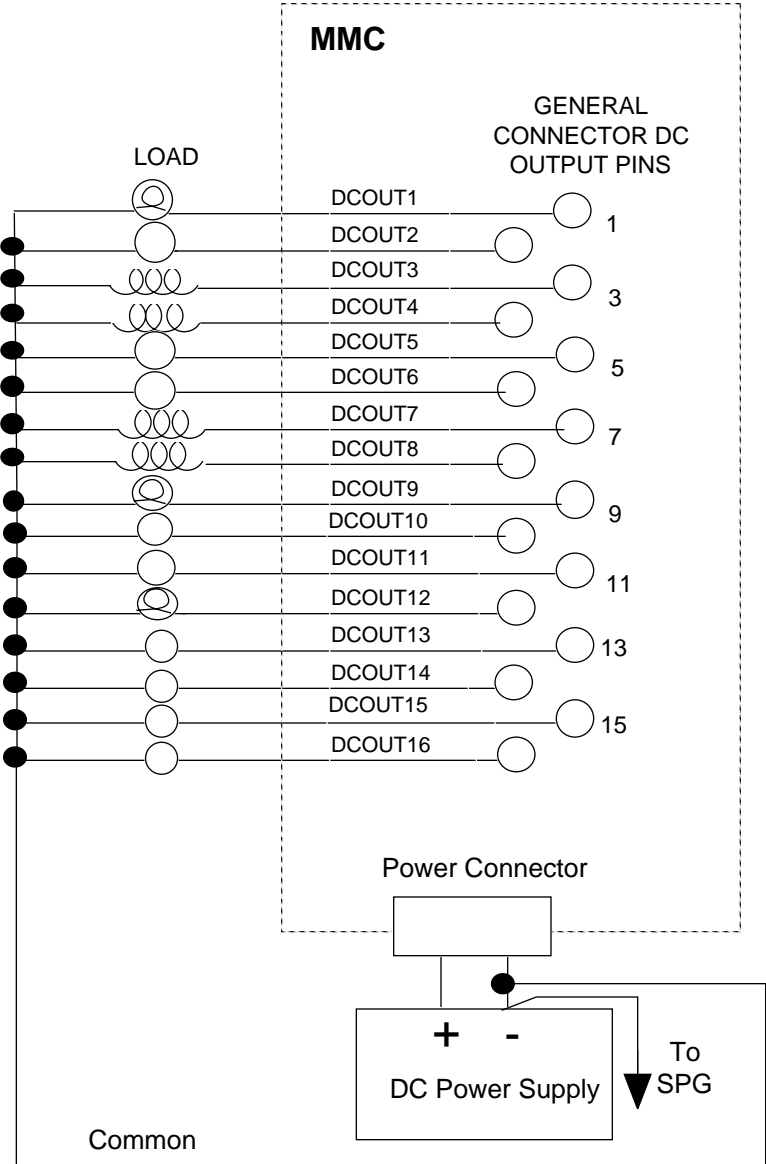 MMC
GENERAL
CONNECTOR DC
OUTPUT PINS
LOAD
DCOUT1
1
DCOUT2
DCOUT3
3
DCOUT4
DCOUT5
5
DCOUT6
DCOUT7
7
DCOUT8
DCOUT9
9
DCOUT10
DCOUT11
11
DCOUT12
DCOUT13
13
DCOUT14
DCOUT15
15
DCOUT16
Power Connector
+ -
DC Power Supply
To
SPG
Common